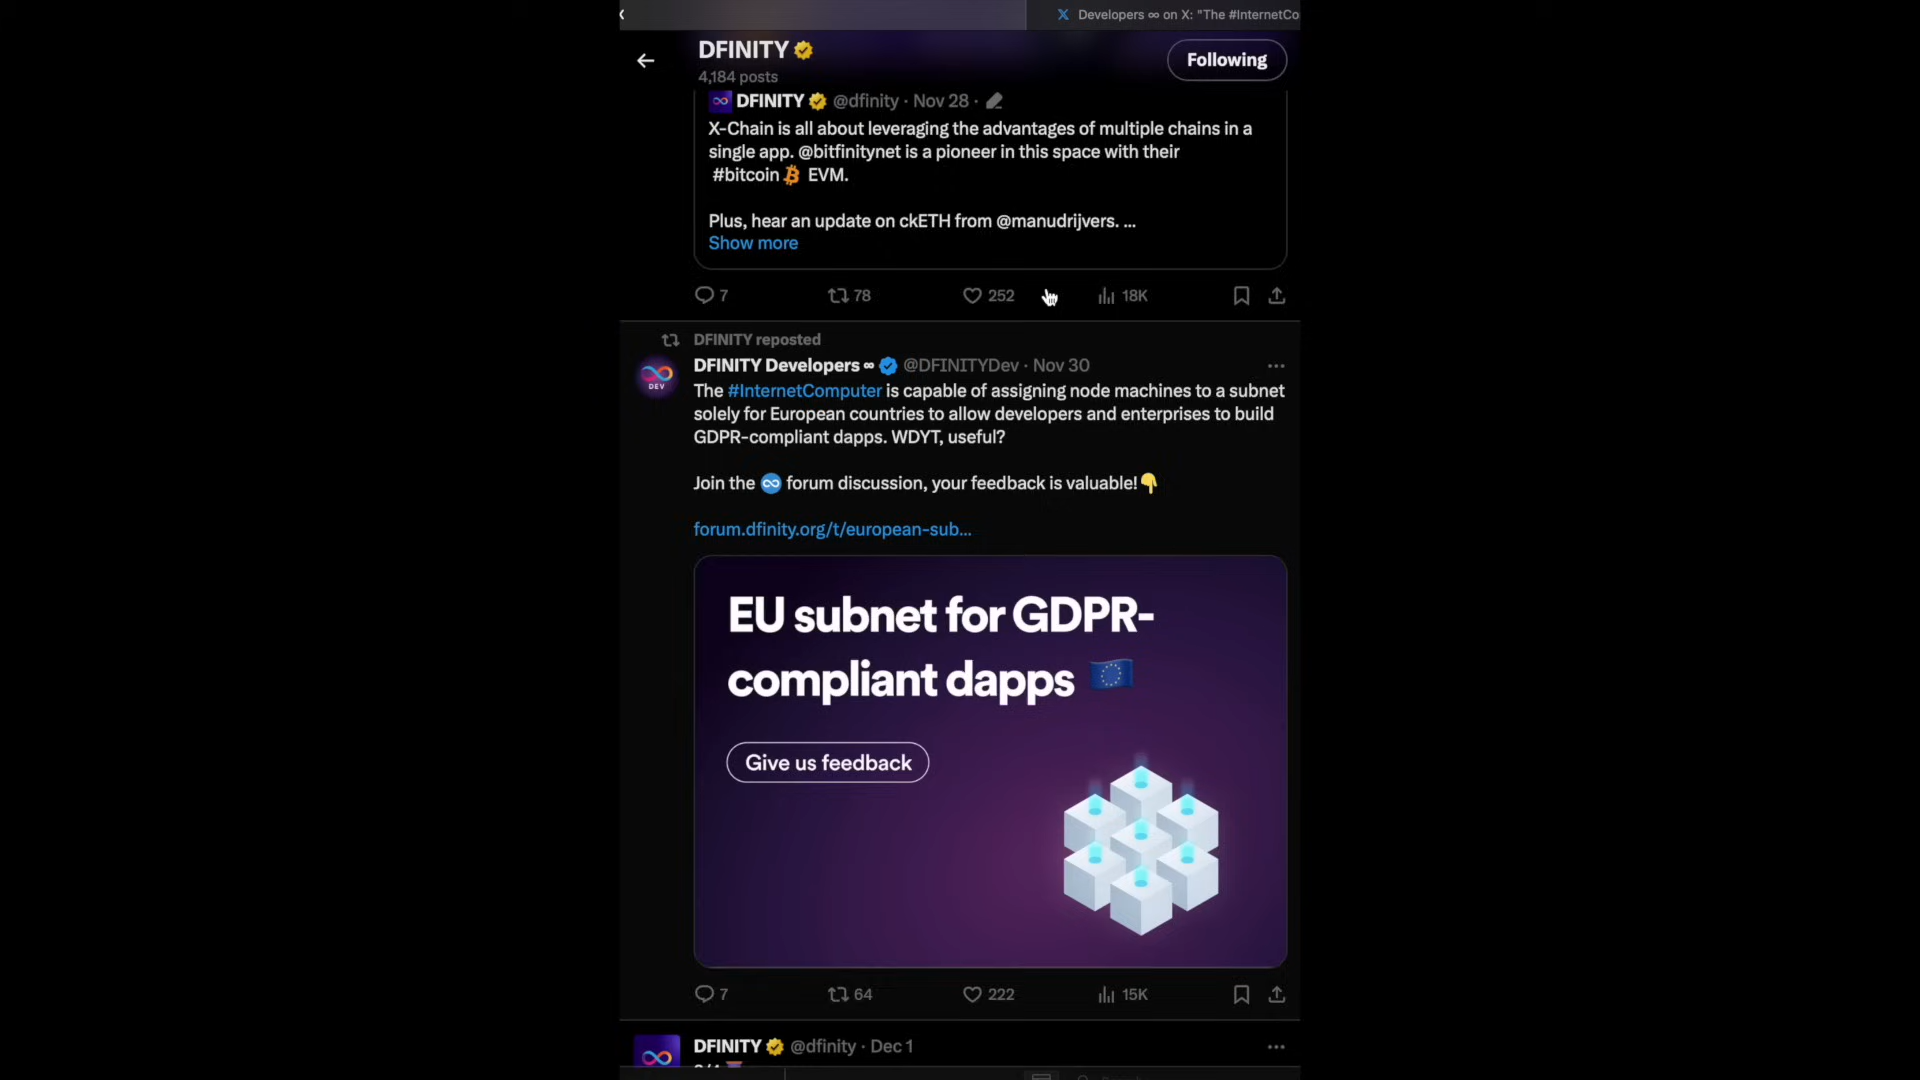 Developers ∞ on X: "The #InternetCo
DFINITY
4,184 posts
Following
DFINITY @dfinity · Nov 28 ·
X-Chain is all about leveraging the advantages of multiple chains in a
single app. @bitfinitynet is a pioneer in this space with their
#bitcoin EVM.
Plus, hear an update on ckETH from @manudrijvers. ...
Show more
7 78 252 18K
DFINITY reposted
DFINITY Developers ∞ @DFINITYDev · Nov 30
DEV
The #InternetComputer is capable of assigning node machines to a subnet
solely for European countries to allow developers and enterprises to build
GDPR-compliant dapps. WDYT, useful?
Join the ∞ forum discussion, your feedback is valuable!👇
forum.dfinity.org/t/european-sub...
EU subnet for GDPR-
compliant dapps 🇪🇺
Give us feedback
7 64 222 15K
DFINITY @dfinity · Dec 1